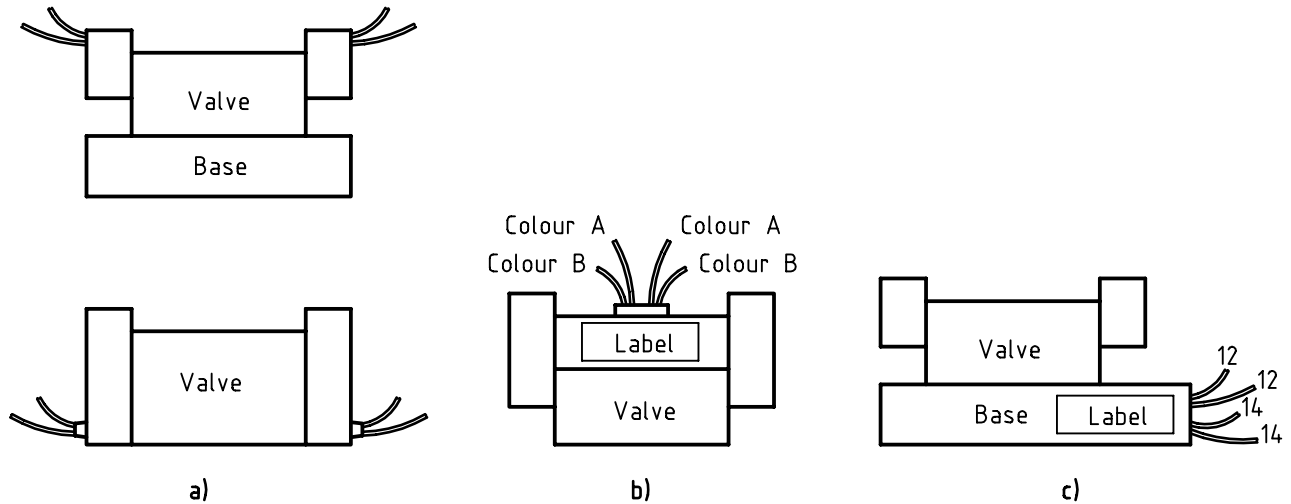 Valve
Base
Valve
a)
Colour A Colour A
Colour B Colour B
Label
Valve
b)
Valve
Base Label
12
12
14
14
c)